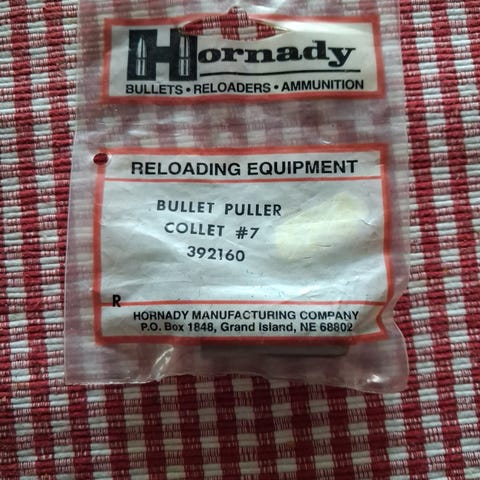 Hornady
BULLETS • RELOADERS • AMMUNITION
RELOADING EQUIPMENT
BULLET PULLER
COLLET #7
392160
R
HORNADY MANUFACTURING COMPANY
P.O. Box 1848, Grand Island, NE 68802